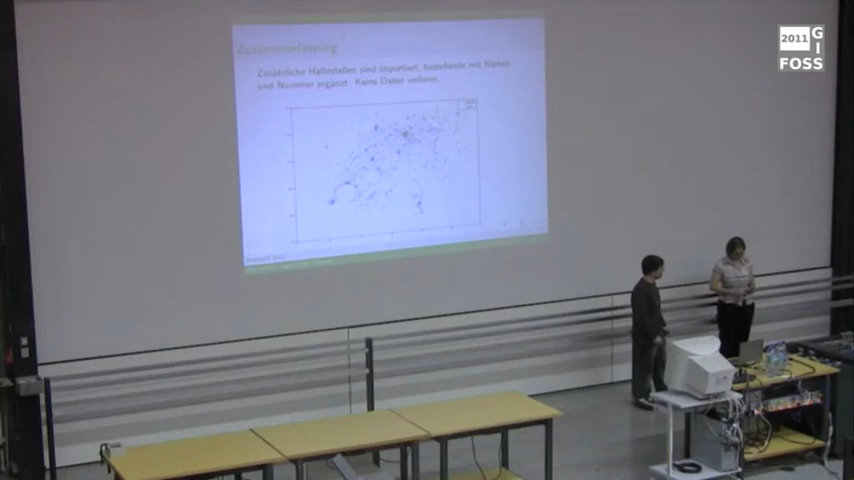 Zusammenfassung
Zusätzliche Haltestellen sind importiert, bestehende mit Namen
und Nummer ergänzt. Keine Daten verloren.
2011
G
I
FOSS